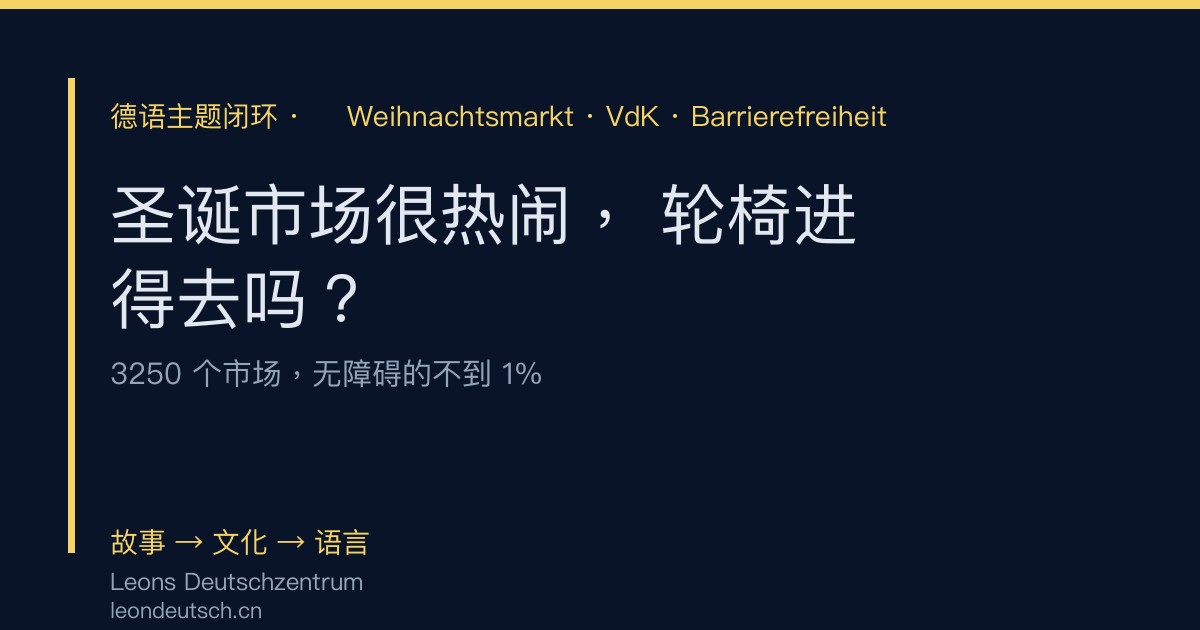 德语主题闭环 · Weihnachtsmarkt · VdK · Barrierefreiheit
圣诞市场很热闹， 轮椅进
得去吗？
3250 个市场，无障碍的不到 1%
故事 → 文化 → 语言
Leons Deutschzentrum
leondeutsch.cn